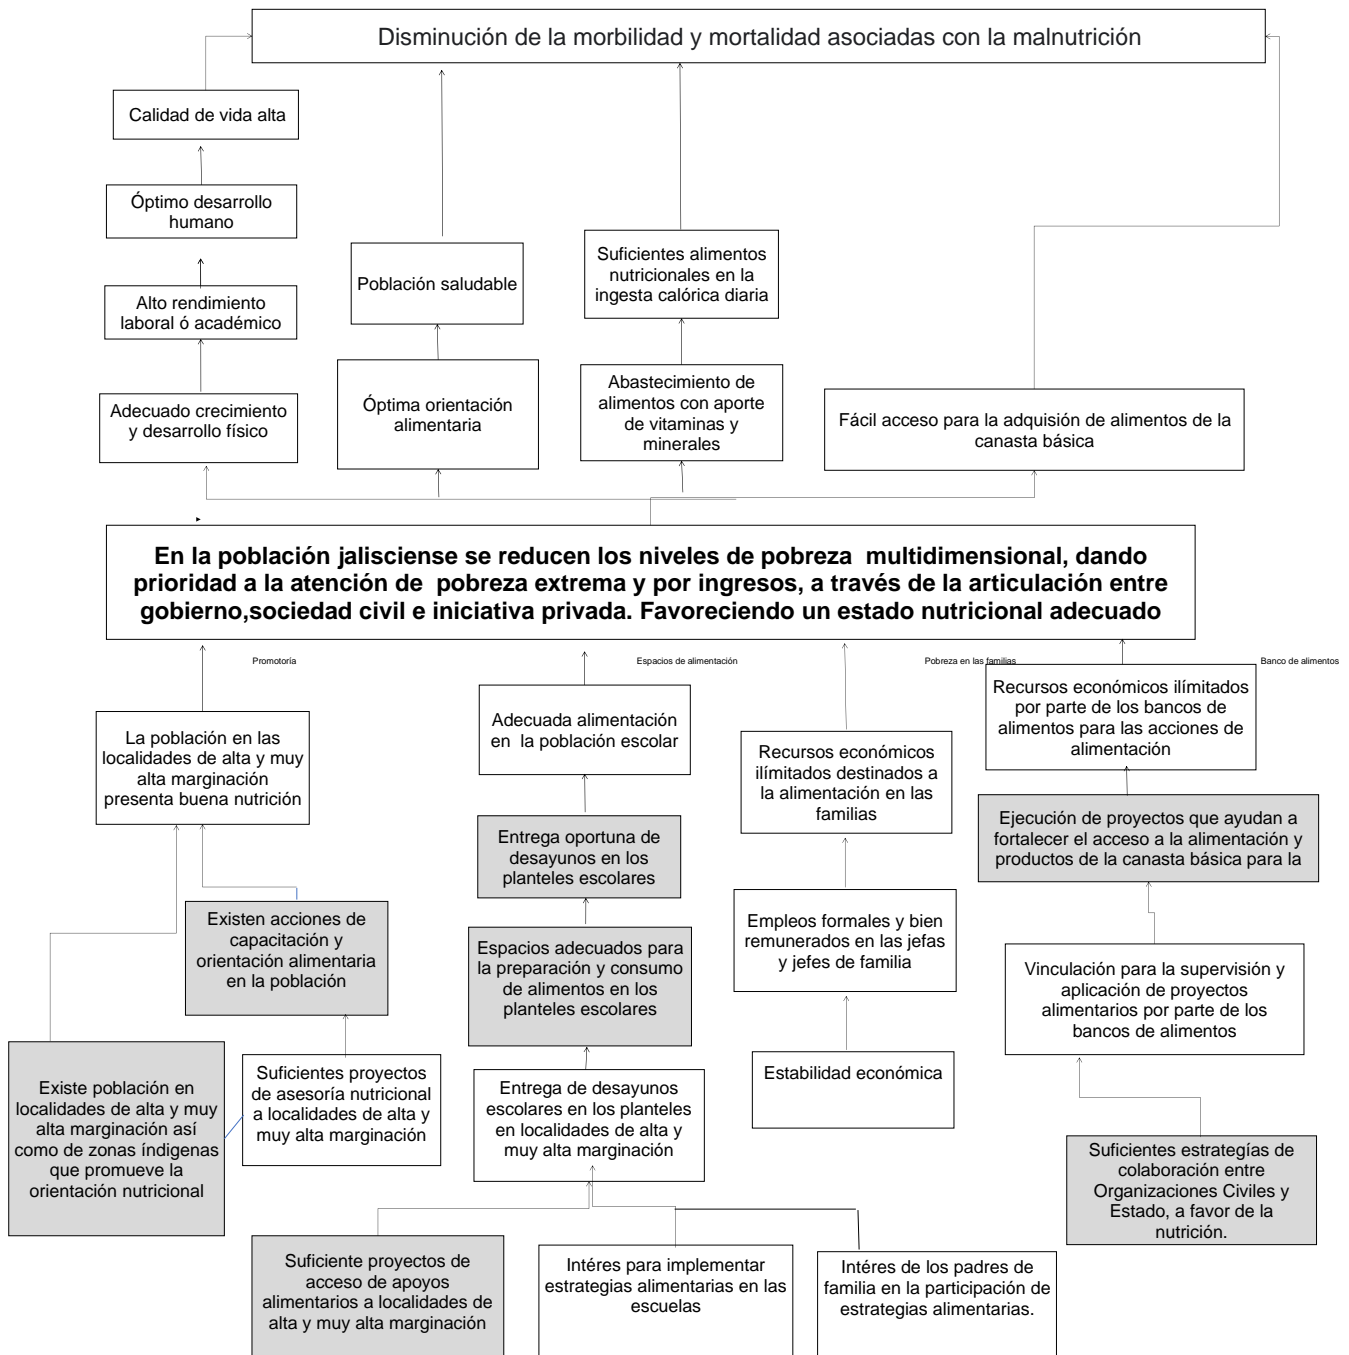 Disminución de la morbilidad y mortalidad asociadas con la malnutrición
Calidad de vida alta
Óptimo desarrollo
humano
Alto rendimiento
laboral ó académico
Adecuado crecimiento
y desarrollo físico
Población saludable
Óptima orientación
alimentaria
Suficientes alimentos
nutricionales en la
ingesta calórica diaria
Abastecimiento de
alimentos con aporte
de vitaminas y
minerales
Fácil acceso para la adquisión de alimentos de la
canasta básica
En la población jalisciense se reducen los niveles de pobreza multidimensional, dando
prioridad a la atención de pobreza extrema y por ingresos, a través de la articulación entre
gobierno,sociedad civil e iniciativa privada. Favoreciendo un estado nutricional adecuado
Promotoría
La población en las
localidades de alta y muy
alta marginación
presenta buena nutrición
Existen acciones de
capacitación y
orientación alimentaria
en la población
Suficientes proyectos
de asesoría nutricional
a localidades de alta y
muy alta marginación
Existe población en
localidades de alta y muy
alta marginación así
como de zonas índigenas
que promueve la
orientación nutricional
Espacios de alimentación
Adecuada alimentación
en la población escolar
Entrega oportuna de
desayunos en los
planteles escolares
Espacios adecuados para
la preparación y consumo
de alimentos en los
planteles escolares
Entrega de desayunos
escolares en los planteles
en localidades de alta y
muy alta marginación
Suficiente proyectos de
acceso de apoyos
alimentarios a localidades de
alta y muy alta marginación
Intéres para implementar
estrategias alimentarias en las
escuelas
Intéres de los padres de
familia en la participación de
estrategias alimentarias.
Pobreza en las familias
Recursos económicos
ilímitados destinados a
la alimentación en las
familias
Empleos formales y bien
remunerados en las jefas
y jefes de familia
Estabilidad económica
Banco de alimentos
Recursos económicos ilímitados
por parte de los bancos de
alimentos para las acciones de
alimentación
Ejecución de proyectos que ayudan a
fortalecer el acceso a la alimentación y
productos de la canasta básica para la
Vinculación para la supervisión y
aplicación de proyectos
alimentarios por parte de los
bancos de alimentos
Suficientes estrategías de
colaboración entre
Organizaciones Civiles y
Estado, a favor de la
nutrición.